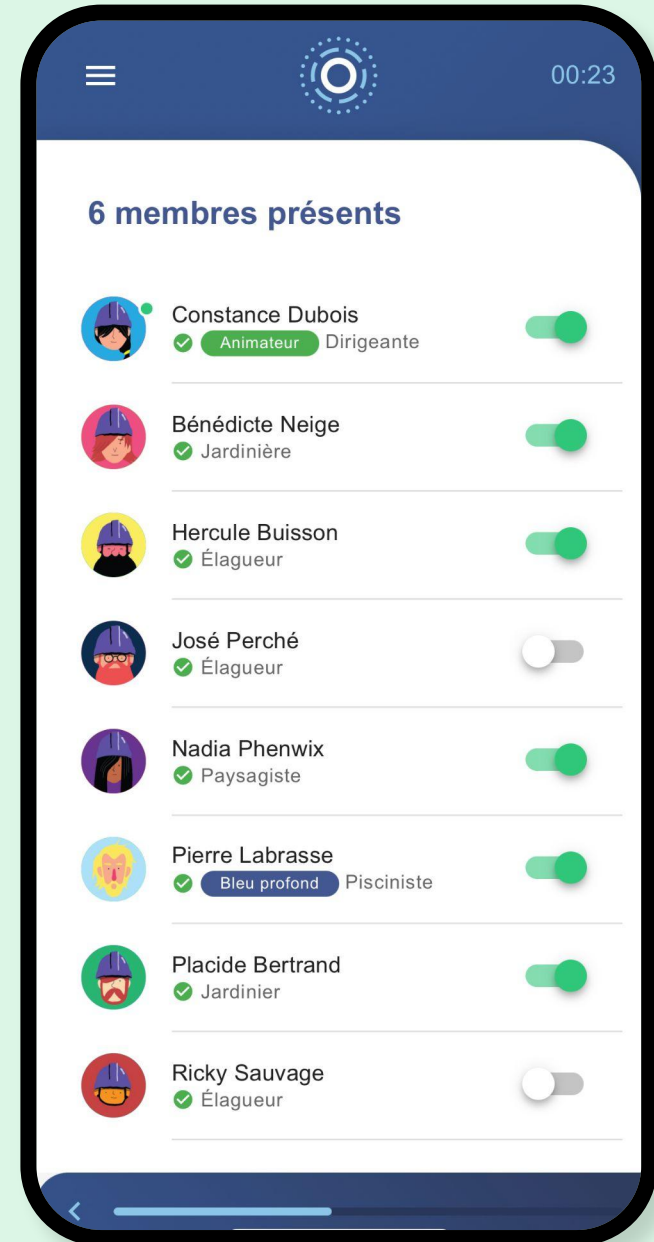 00:23
6 membres présents
Constance Dubois
Animateur Dirigeante
Bénédicte Neige
Jardinière
Hercule Buisson
Élagueur
José Perché
Élagueur
Nadia Phenwix
Paysagiste
Pierre Labrasse
Bleu profond Pisciniste
Placide Bertrand
Jardinier
Ricky Sauvage
Élagueur